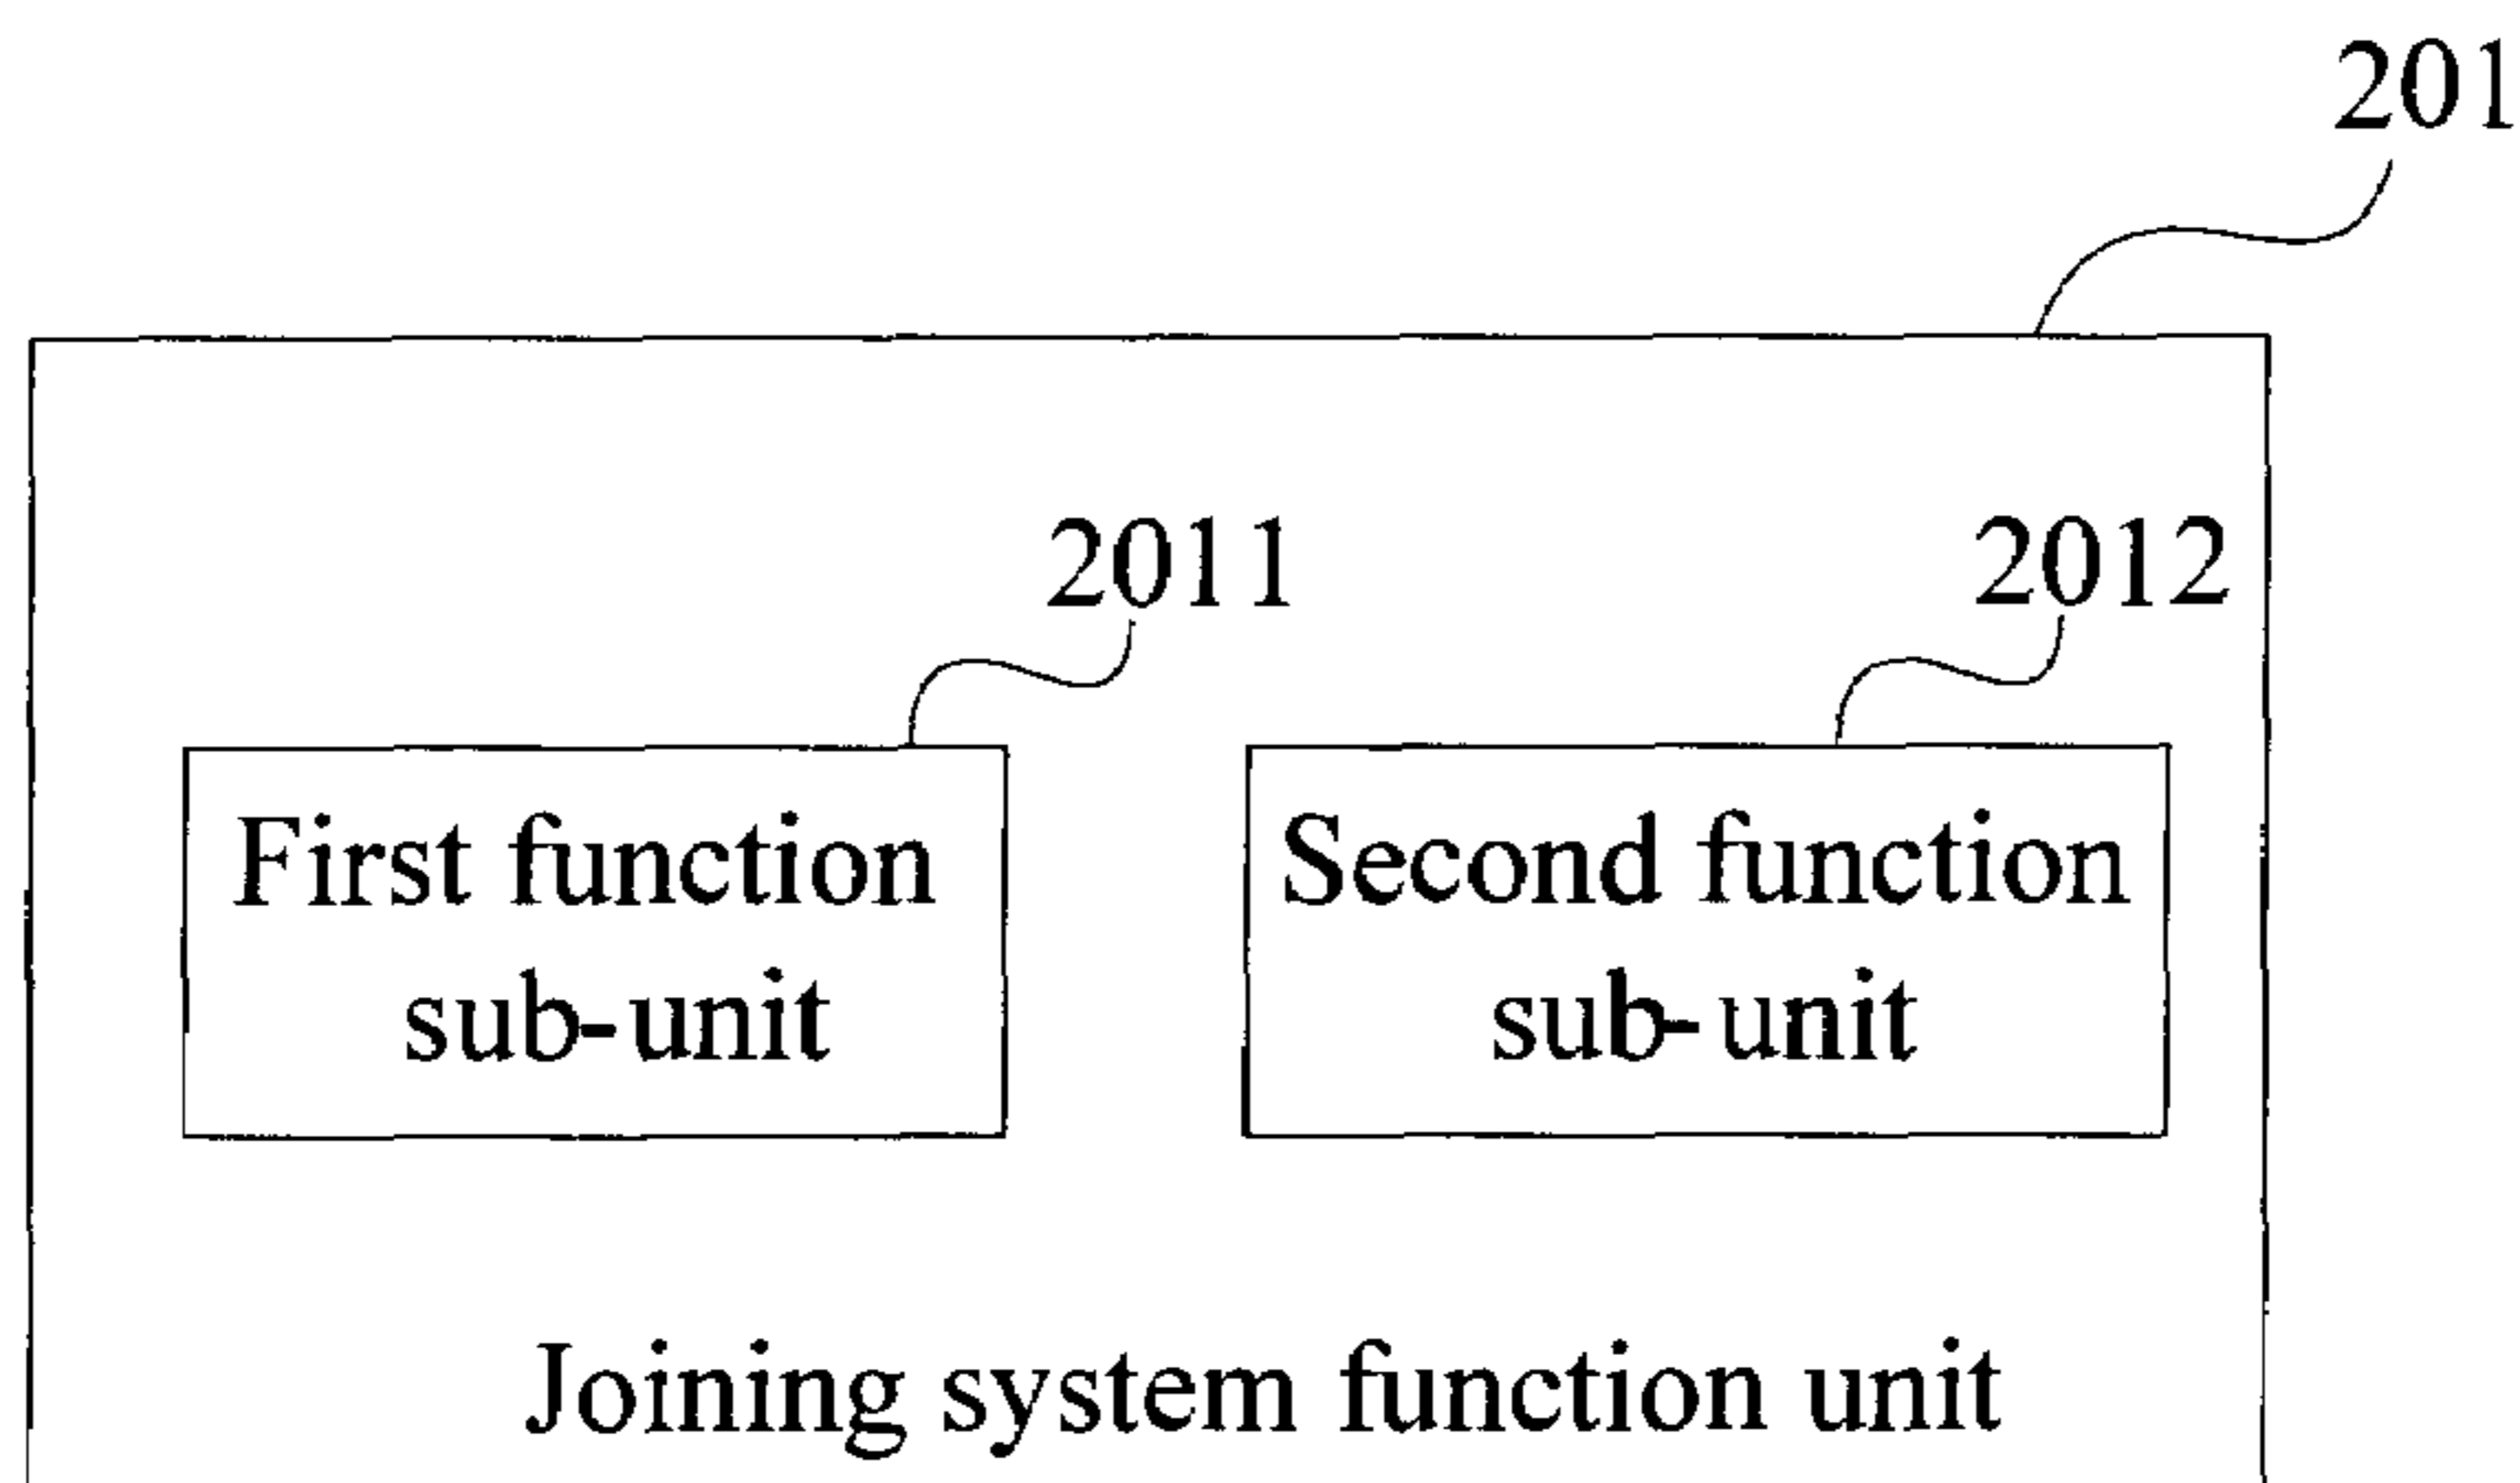 201
2011
2012
First function
sub-unit
Second function
sub-unit
Joining system function unit